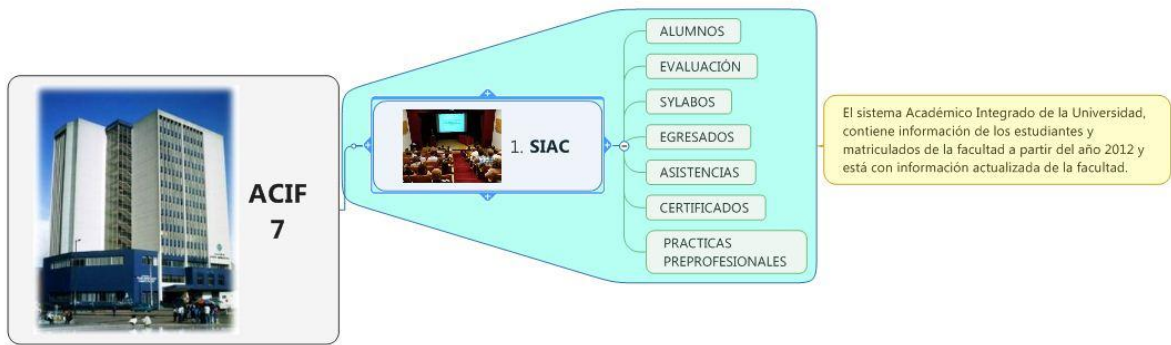 ACIF
7
1. SIAC
ALUMNOS
EVALUACIÓN
SYLABOS
EGRESADOS
ASISTENCIAS
CERTIFICADOS
PRACTICAS
PREPROFESIONALES
El sistema Académico Integrado de la Universidad,
contiene información de los estudiantes y
matriculados de la facultad a partir del año 2012 y
está con información actualizada de la facultad.